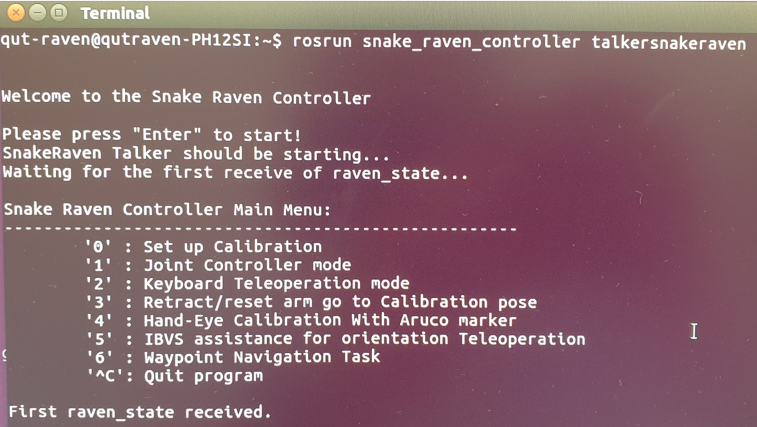 Terminal
qut-raven@qutraven-PH12SI:~$ rosrun snake_raven_controller talkersnakeraven
Welcome to the Snake Raven Controller
Please press "Enter" to start!
SnakeRaven Talker should be starting...
Waiting for the first receive of raven_state...
Snake Raven Controller Main Menu:
----------------------------------------------------
'0' : Set up Calibration
'1' : Joint Controller mode
'2' : Keyboard Teleoperation mode
'3' : Retract/reset arm go to Calibration pose
'4' : Hand-Eye Calibration With Aruco marker
'5' : IBVS assistance for orientation Teleoperation
'6' : Waypoint Navigation Task
'^C': Quit program
First raven_state received.